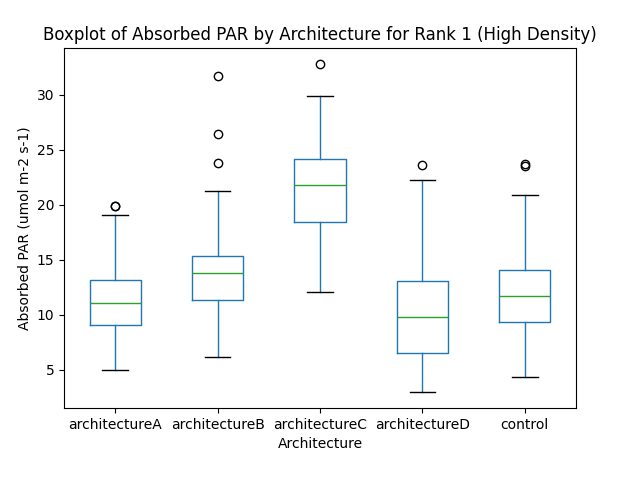 Boxplot of Absorbed PAR by Architecture for Rank 1 (High Density)
Absorbed PAR (umol m-2 s-1)
30
25
20
15
10
5
architectureA architectureB architectureC architectureD control
Architecture